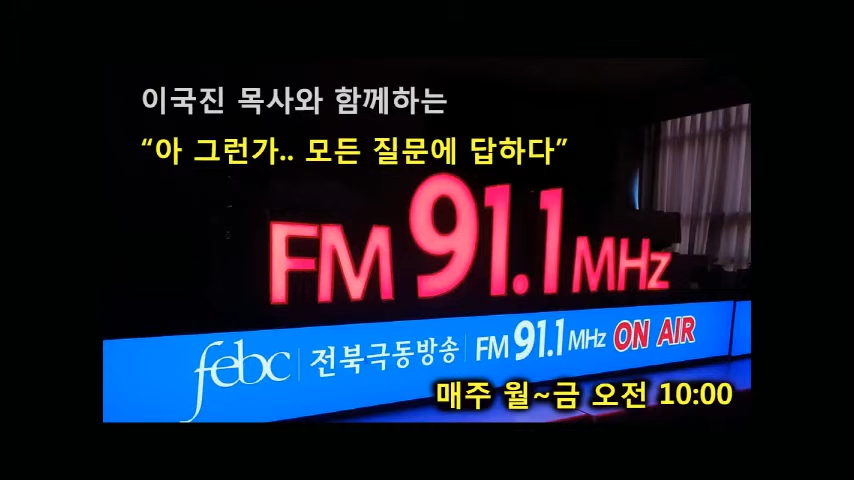 이국진 목사와 함께하는
“아 그런가.. 모든 질문에 답하다”
FM 91.1 MHz
febc 전북극동방송 FM 91.1 MHz ON AIR
매주 월~금 오전 10:00